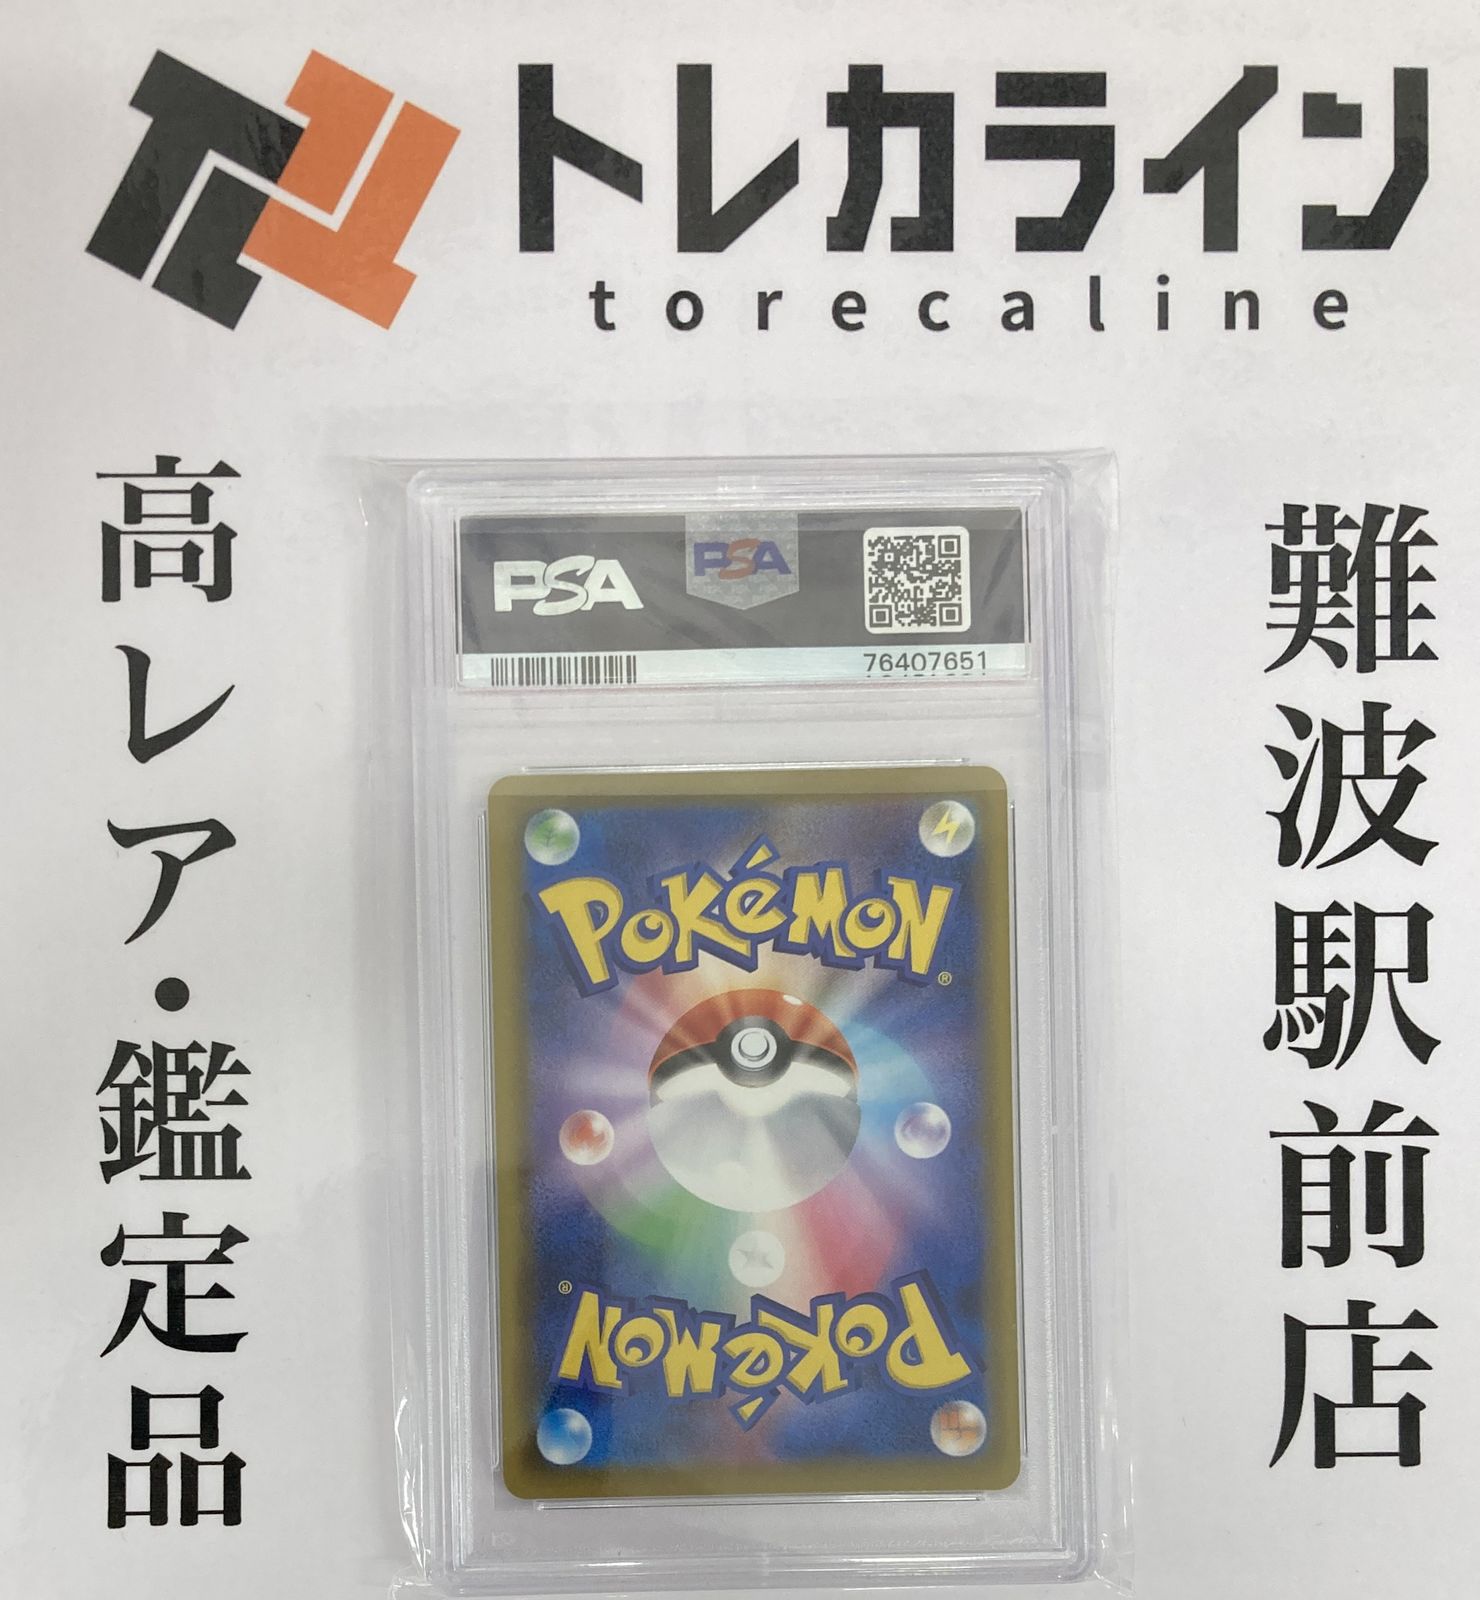 トレカライン
torecaline
高レア・鑑定品
難波駅前店
PSA
PSA
76407651
POKéMON
®
POKéMON
®